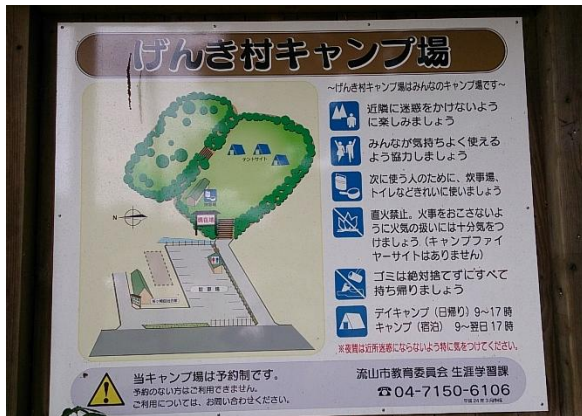 げんき村キャンプ場
～げんき村キャンプ場はみんなのキャンプ場です～
近隣に迷惑をかけないよう
に楽しみましょう
みんなが気持ちよく使える
よう協力しましょう
次に使う人のために、炊事場、
トイレなどきれいに使いましょう
直火禁止。火事をおこさないよ
うに火気の扱いには十分気をつ
けましょう(キャンプファイ
ヤーサイトはありません)
ゴミは絶対捨てずにすべて
持ち帰りましょう
デイキャンプ(日帰り)9～17時
キャンプ(宿泊) 9～翌日17時
※夜間は近所迷惑にならないよう特に気をつけてください。
テントサイト
現在地
N
駐車場
当キャンプ場は予約制です。
予約のない方はご利用できません。
ご利用については、お問い合わせください。
流山市教育委員会 生涯学習課
☎04-7150-6106